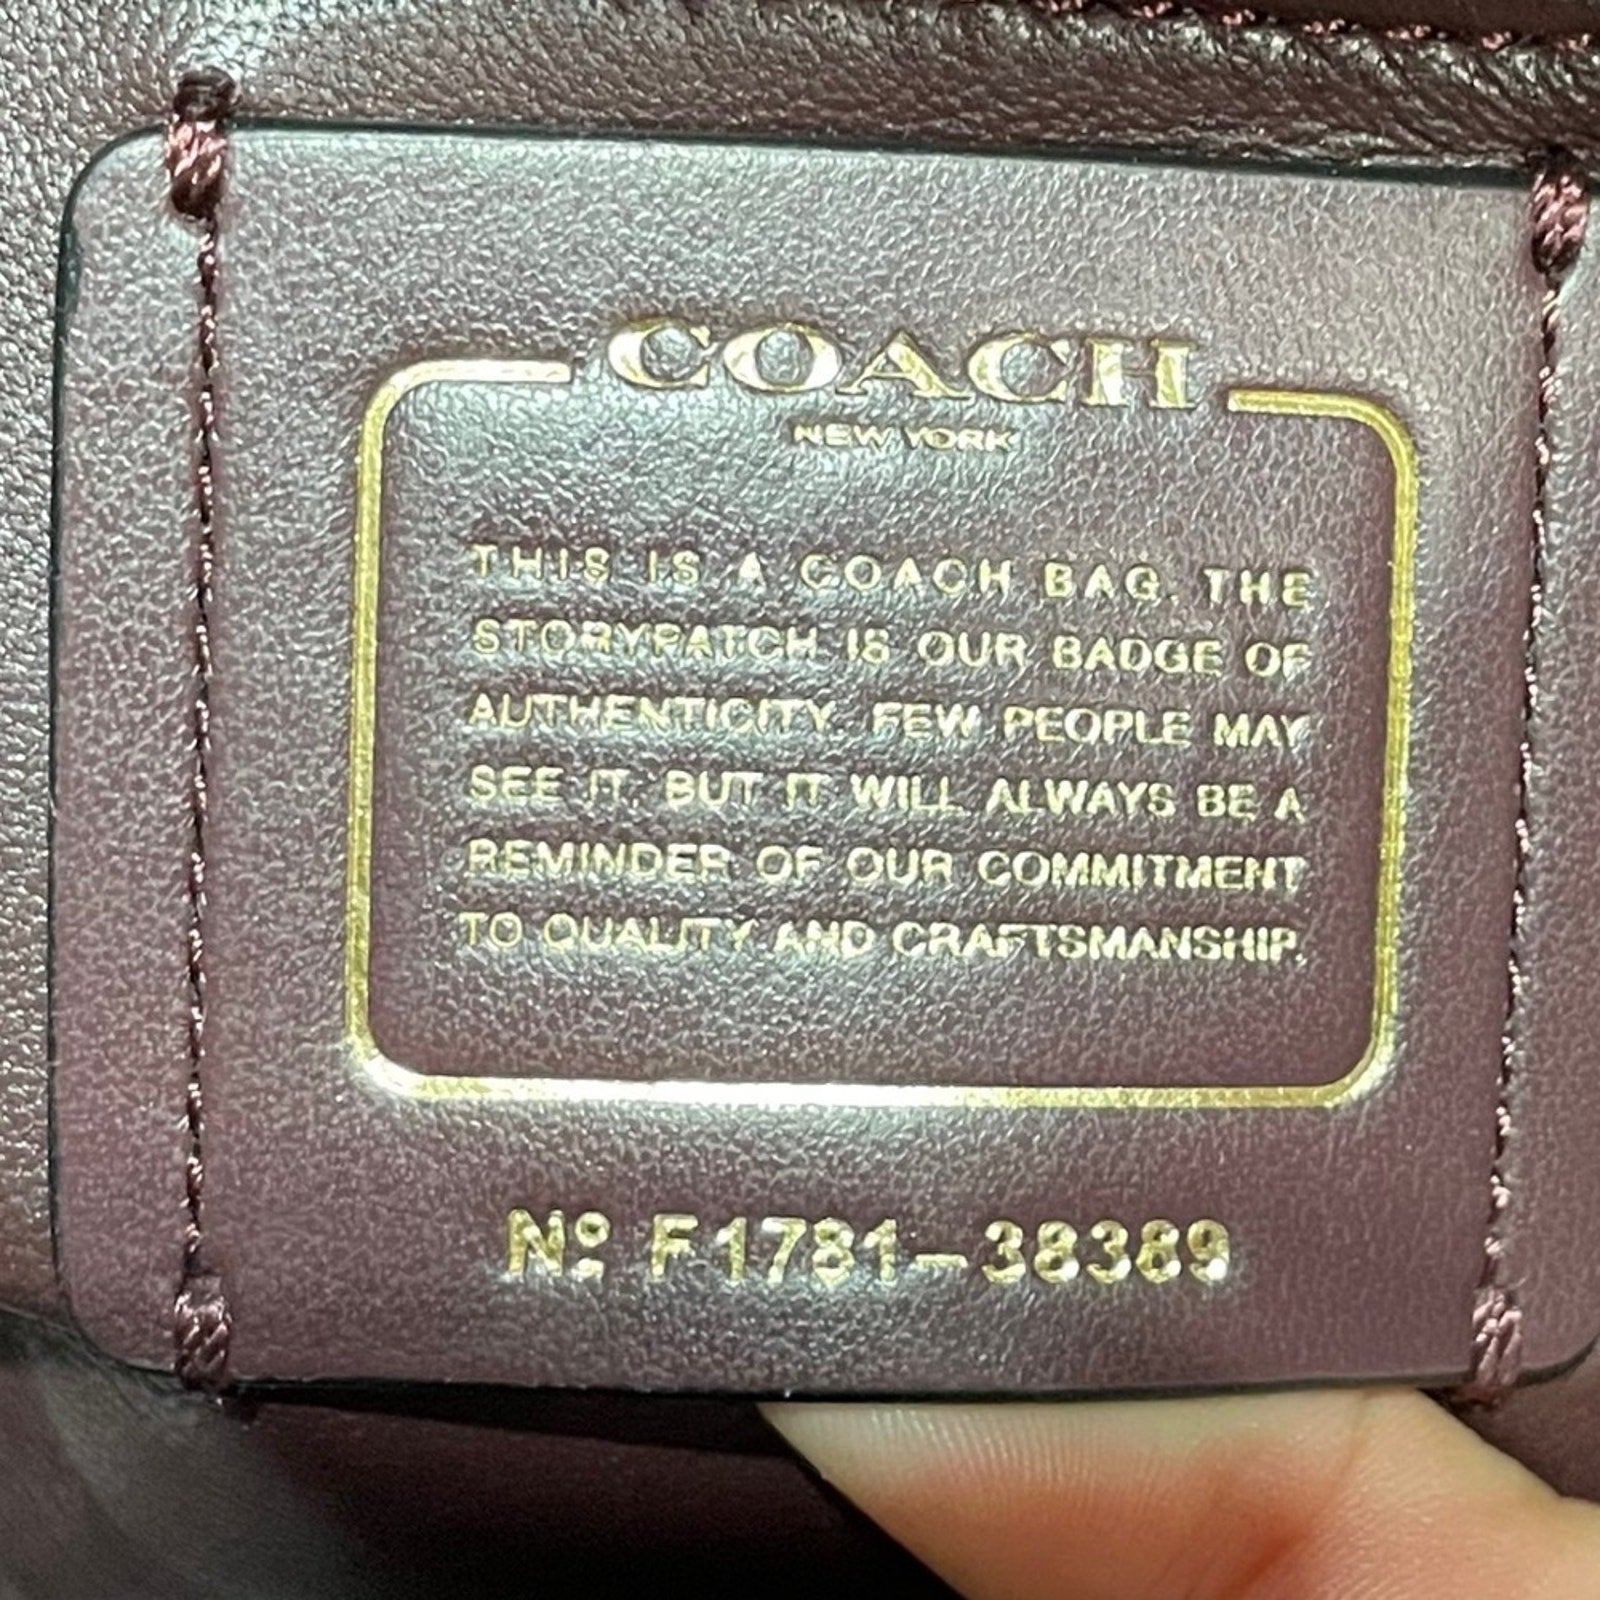 COACH
NEW YORK
THIS IS A COACH BAG. THE
STORYPATCH IS OUR BADGE OF
AUTHENTICITY. FEW PEOPLE MAY
SEE IT, BUT IT WILL ALWAYS BE A
REMINDER OF OUR COMMITMENT
TO QUALITY AND CRAFTSMANSHIP.
Nº F1781-38389